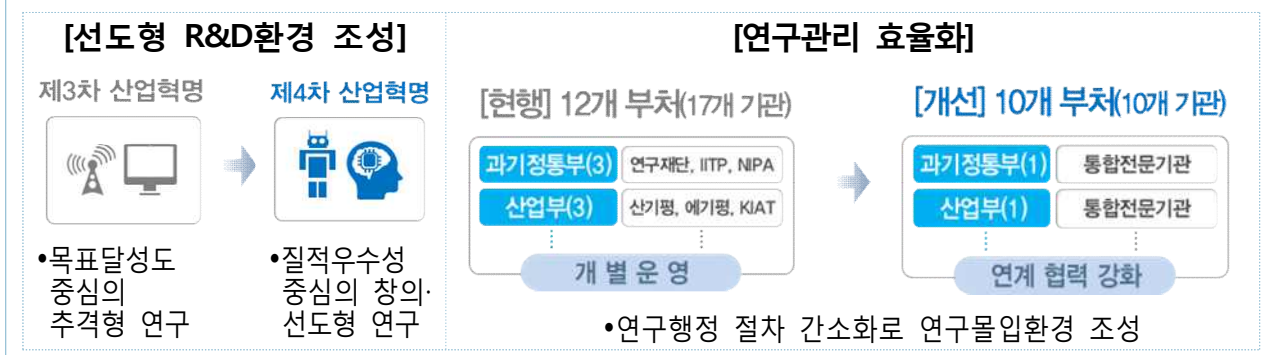 [선도형 R&D환경 조성]
제3차 산업혁명
제4차 산업혁명
•목표달성도
중심의
추격형 연구
•질적우수성
중심의 창의·
선도형 연구
[연구관리 효율화]
[현행] 12개 부처(17개 기관)
과기정통부(3) 연구재단, IITP, NIPA
산업부(3) 산기평, 에기평, KIAT
개 별 운 영
[개선] 10개 부처(10개 기관)
과기정통부(1) 통합전문기관
산업부(1) 통합전문기관
연계 협력 강화
•연구행정 절차 간소화로 연구몰입환경 조성